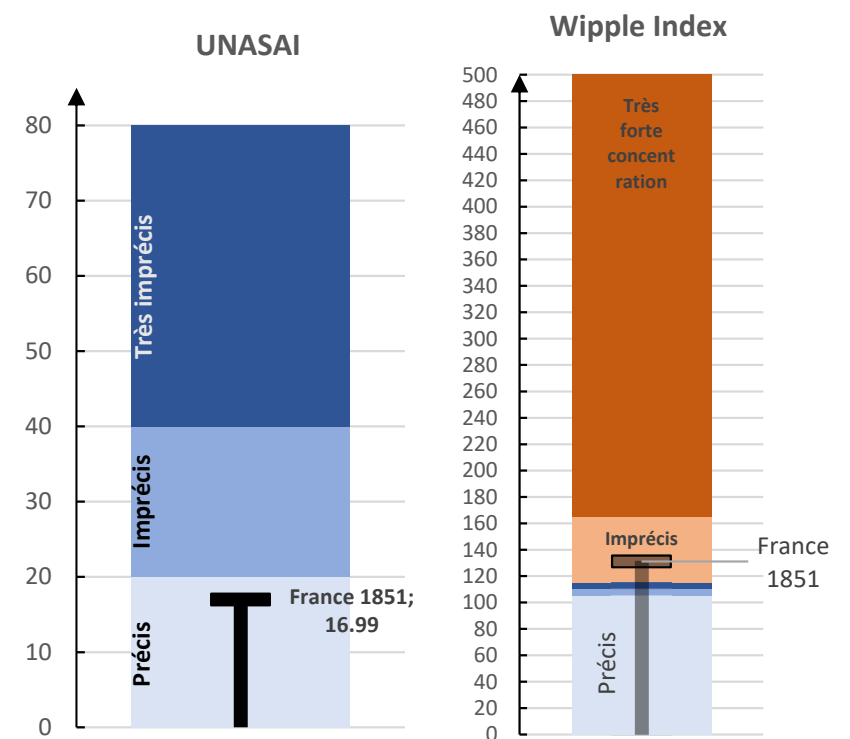 UNASAI
80
70
60
50
40
30
20
10
0
Très imprécis
Imprécis
Précis
France 1851;
16.99
Wipple Index
500
480
460
440
420
400
380
360
340
320
300
280
260
240
220
200
180
160
140
120
100
80
60
40
20
0
Très
forte
concent
ration
Imprécis
Précis
France
1851